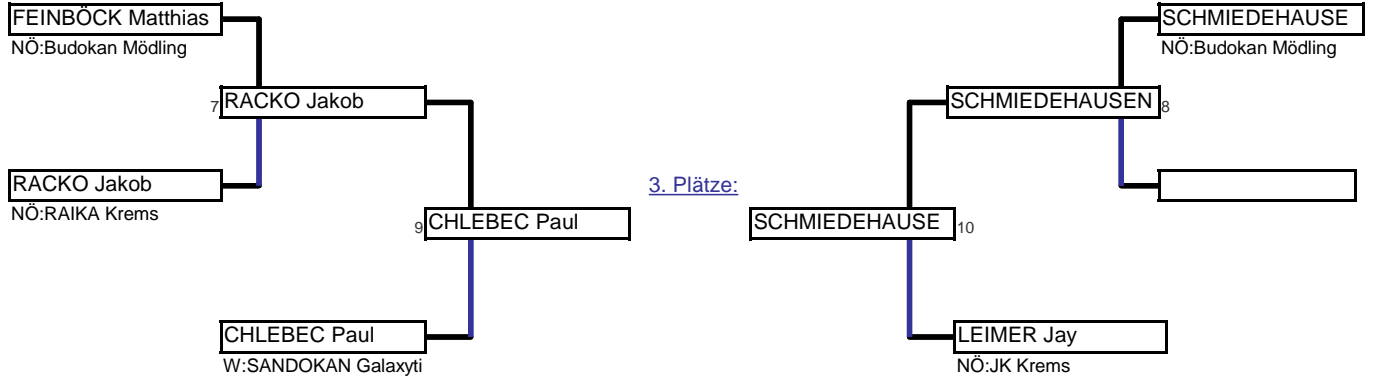 FEINBÖCK Matthias
NÖ:Budokan Mödling
7 RACKO Jakob
RACKO Jakob
NÖ:RAIKA Krems
9 CHLEBEC Paul
CHLEBEC Paul
W:SANDOKAN Galaxyti
3. Plätze:
SCHMIEDEHAUSE
NÖ:Budokan Mödling
SCHMIEDEHAUSEN 8
SCHMIEDEHAUSE 10
LEIMER Jay
NÖ:JK Krems